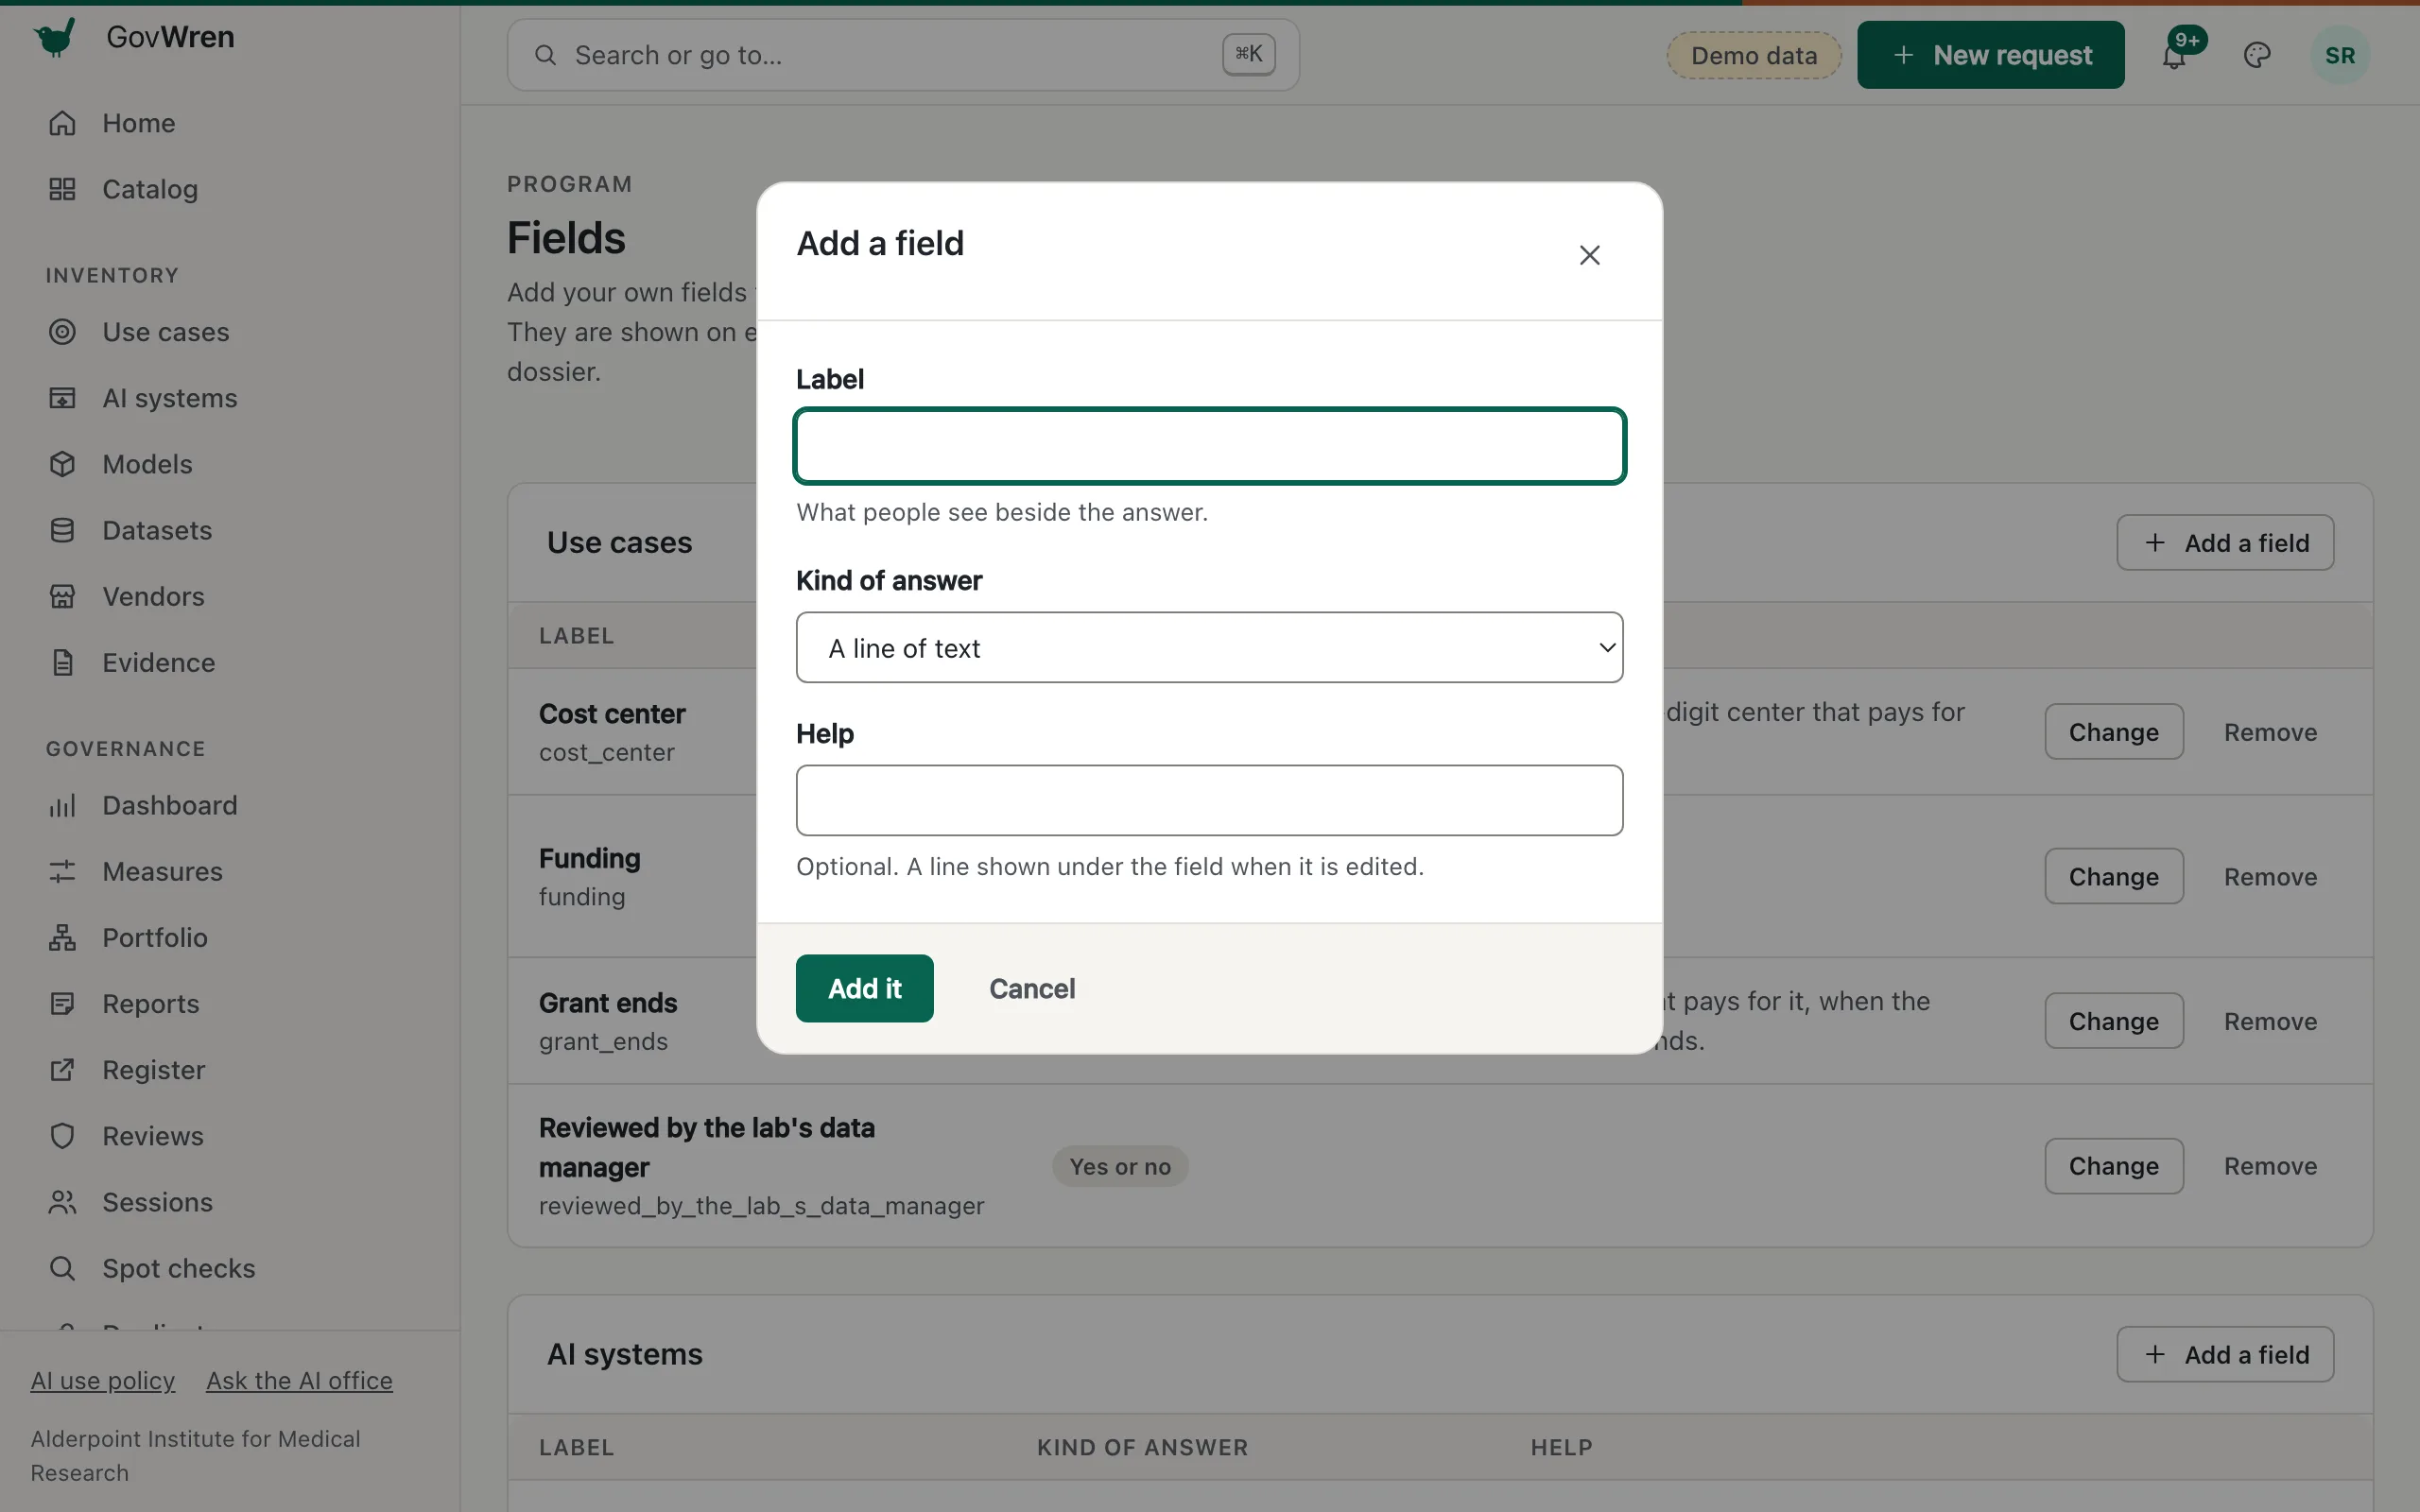 GovWren
Search or go to...
⌘K
Demo data
+ New request
9+
SR
Home
Catalog
INVENTORY
Use cases
AI systems
Models
Datasets
Vendors
Evidence
GOVERNANCE
Dashboard
Measures
Portfolio
Reports
Register
Reviews
Sessions
Spot checks
AI use policy
Ask the AI office
Alderpoint Institute for Medical
Research
PROGRAM
Fields
Add your own fields
They are shown on
dossier.
Use cases
+ Add a field
LABEL
Cost center
cost_center
digit center that pays for
Change
Remove
Funding
funding
Change
Remove
Grant ends
grant_ends
pays for it, when the
Change
Remove
Reviewed by the lab's data
manager
reviewed_by_the_lab_s_data_manager
Yes or no
Change
Remove
AI systems
+ Add a field
LABEL
KIND OF ANSWER
HELP
Add a field
Label
What people see beside the answer.
Kind of answer
A line of text
Help
Optional. A line shown under the field when it is edited.
Add it
Cancel